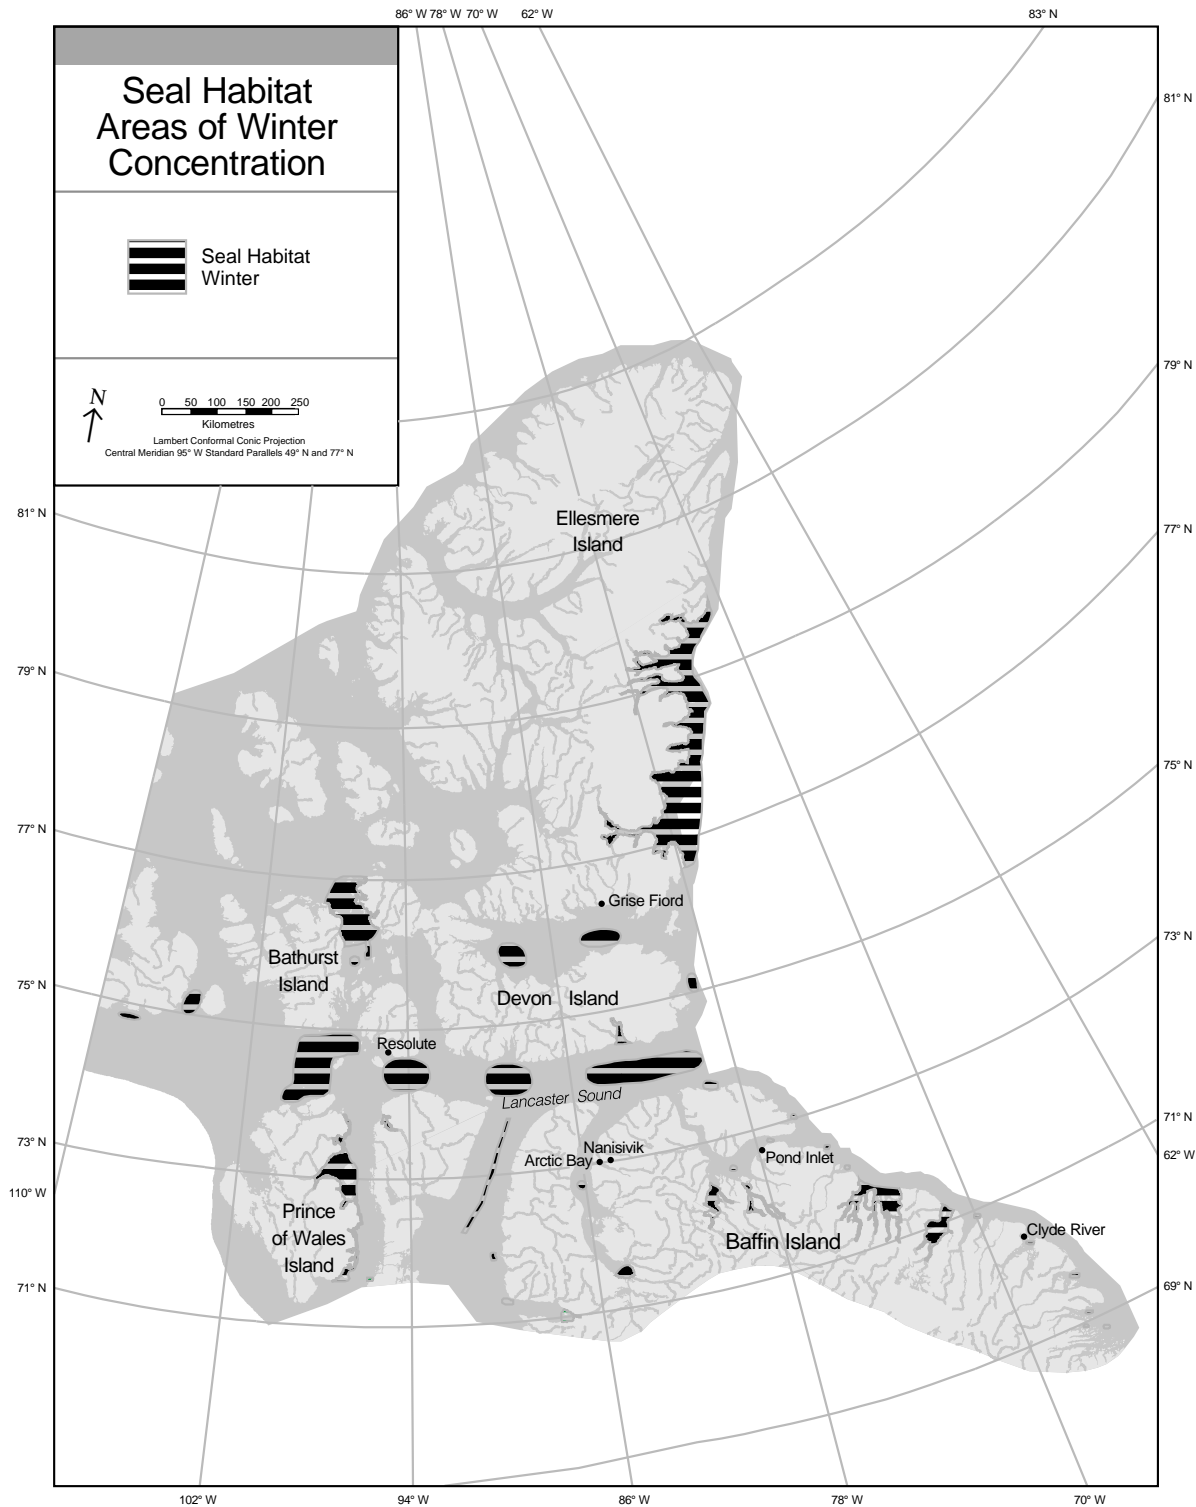 86° W 78° W 70° W 62° W 83° N
Seal Habitat
Areas of Winter
Concentration
81° N
Seal Habitat
Winter
79° N
N
0 50 100 150 200 250
Kilometres
Lambert Conformal Conic Projection
Central Meridian 95° W Standard Parallels 49° N and 77° N
81° N
Ellesmere
Island
77° N
79° N
75° N
77° N
Grise Fiord
73° N
Bathurst
Island
75° N
Devon Island
Resolute
Lancaster Sound
71° N
73° N
Nanisivik
Arctic Bay
Pond Inlet
62° W
110° W
Prince
of Wales
Island
Baffin Island
Clyde River
71° N
69° N
102° W 94° W 86° W 78° W 70° W